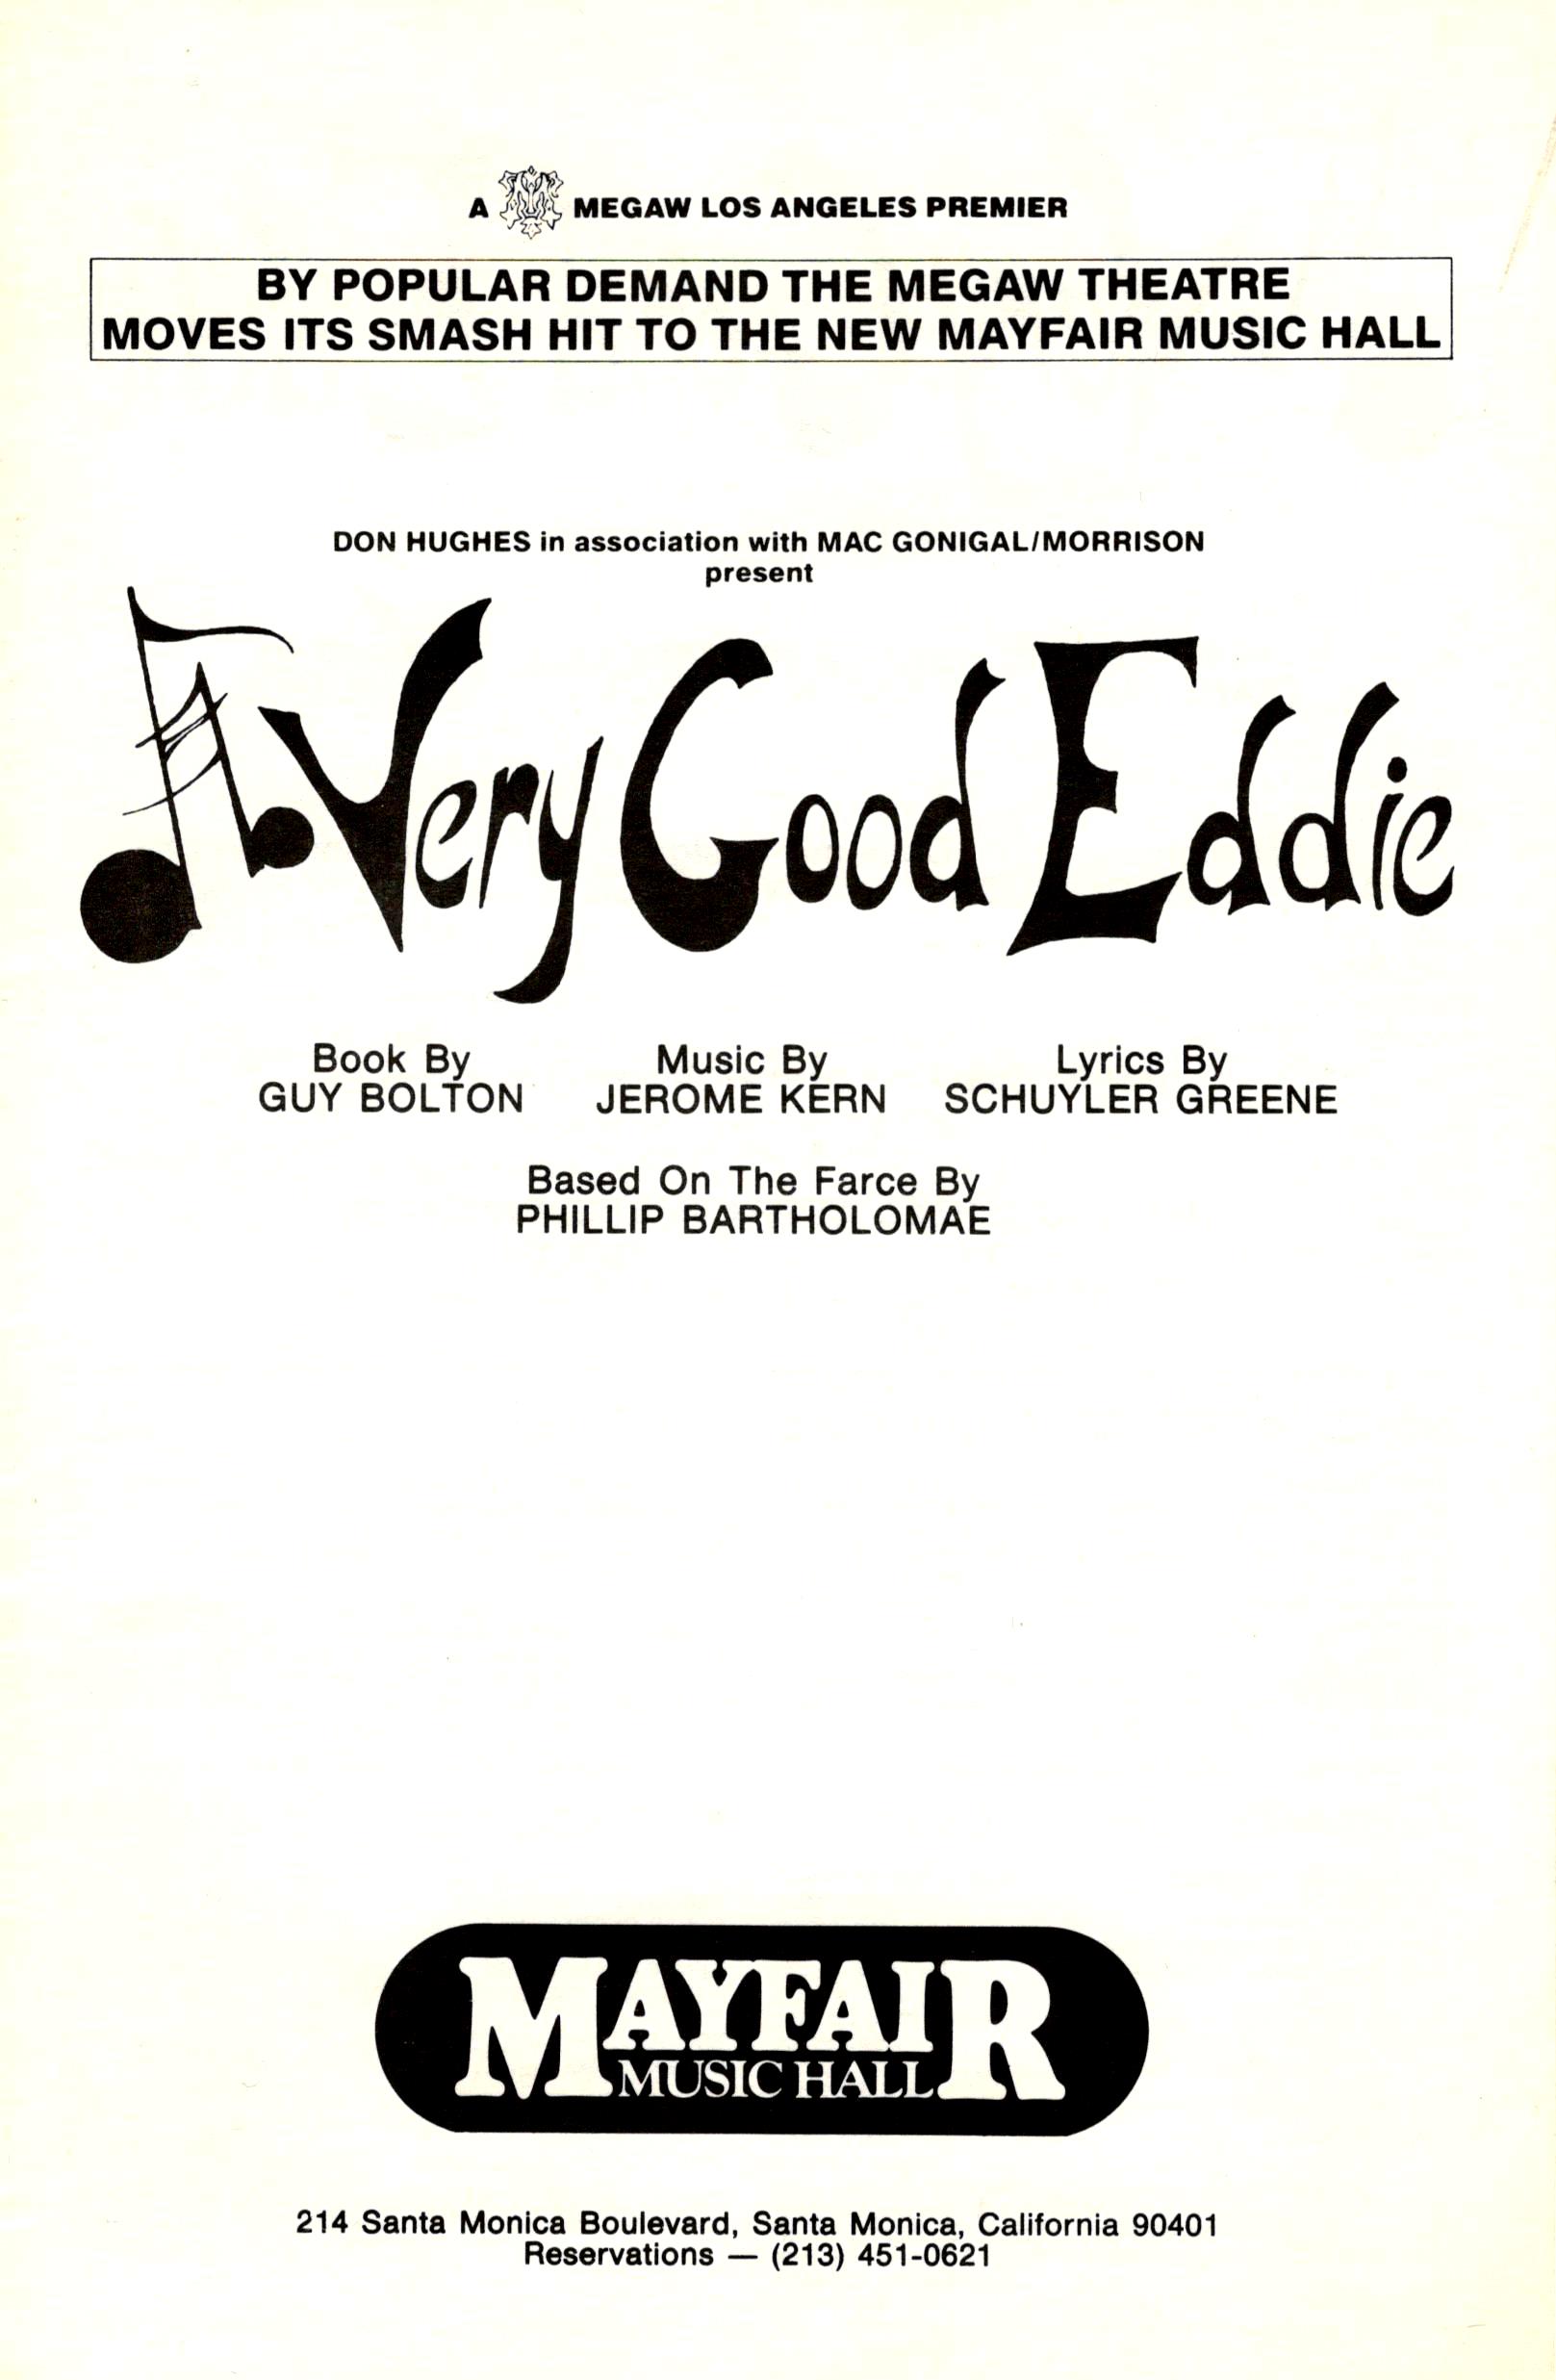 A MEGAW LOS ANGELES PREMIER
BY POPULAR DEMAND THE MEGAW THEATRE
MOVES ITS SMASH HIT TO THE NEW MAYFAIR MUSIC HALL
DON HUGHES in association with MAC GONIGAL/MORRISON
present
Very Good Eddie
Book By Music By Lyrics By
GUY BOLTON JEROME KERN SCHUYLER GREENE
Based On The Farce By
PHILLIP BARTHOLOMAE
MAYFAIR
MUSIC HALL
214 Santa Monica Boulevard, Santa Monica, California 90401
Reservations — (213) 451-0621